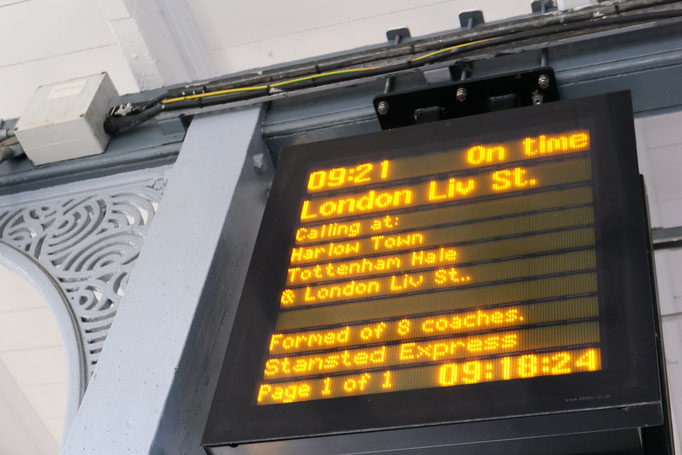 09:21 On time
London Liv St.
Calling at:
Harlow Town
Tottenham Hale
& London Liv St..
Formed of 8 coaches.
Stansted Express
Page 1 of 1 09:18:24